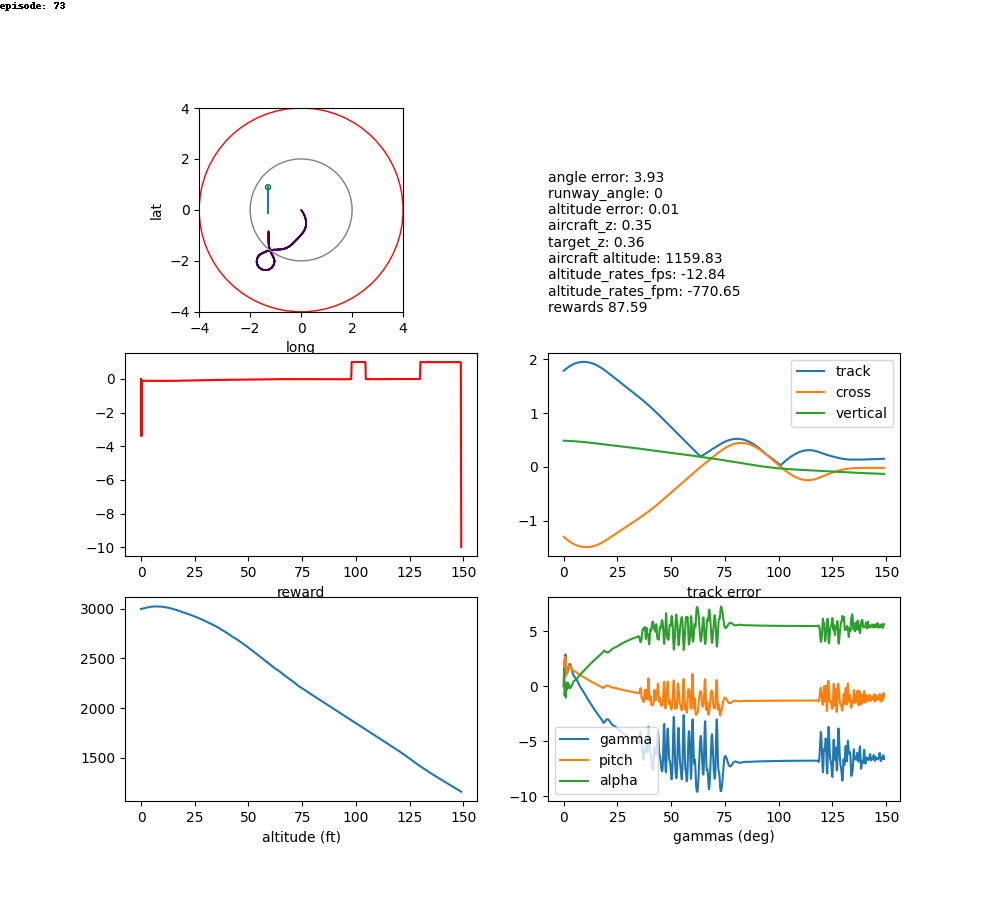 episode: 73
4
2
0
−2
−4
lat
−4 −2 0 2 4
long
angle error: 3.93
runway_angle: 0
altitude error: 0.01
aircraft_z: 0.35
target_z: 0.36
aircraft altitude: 1159.83
altitude_rates_fps: -12.84
altitude_rates_fpm: -770.65
rewards 87.59
0
−2
−4
−6
−8
−10
0 25 50 75 100 125 150
reward
2
1
0
−1
track
cross
vertical
0 25 50 75 100 125 150
track error
3000
2500
2000
1500
0 25 50 75 100 125 150
altitude (ft)
5
0
−5
−10
gamma
pitch
alpha
0 25 50 75 100 125 150
gammas (deg)